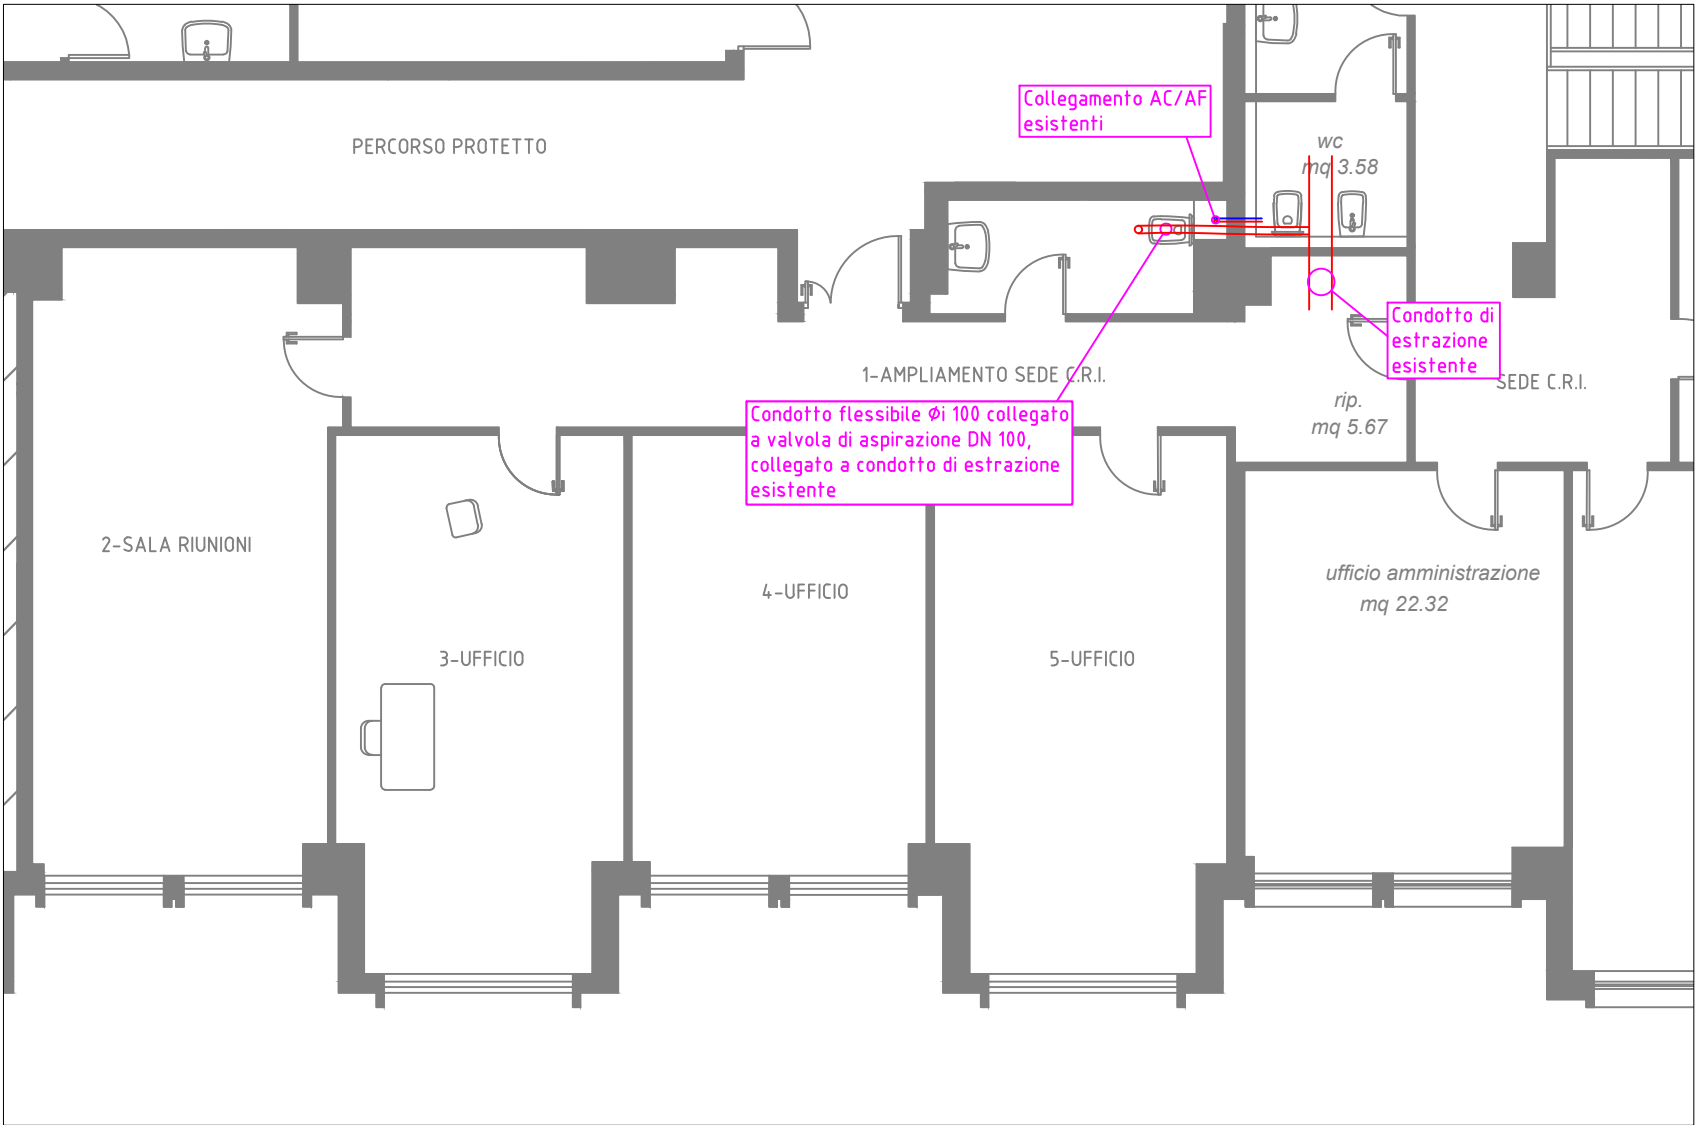 Collegamento AC/AF
esistenti
PERCORSO PROTETTO
wc
mq 3.58
Condotto di
estrazione
esistente
1-AMPLIAMENTO SEDE C.R.I.
SEDE C.R.I.
rip.
mq 5.67
Condotto flessibile Øi 100 collegato
a valvola di aspirazione DN 100,
collegato a condotto di estrazione
esistente
2-SALA RIUNIONI
ufficio amministrazione
mq 22.32
4-UFFICIO
3-UFFICIO
5-UFFICIO